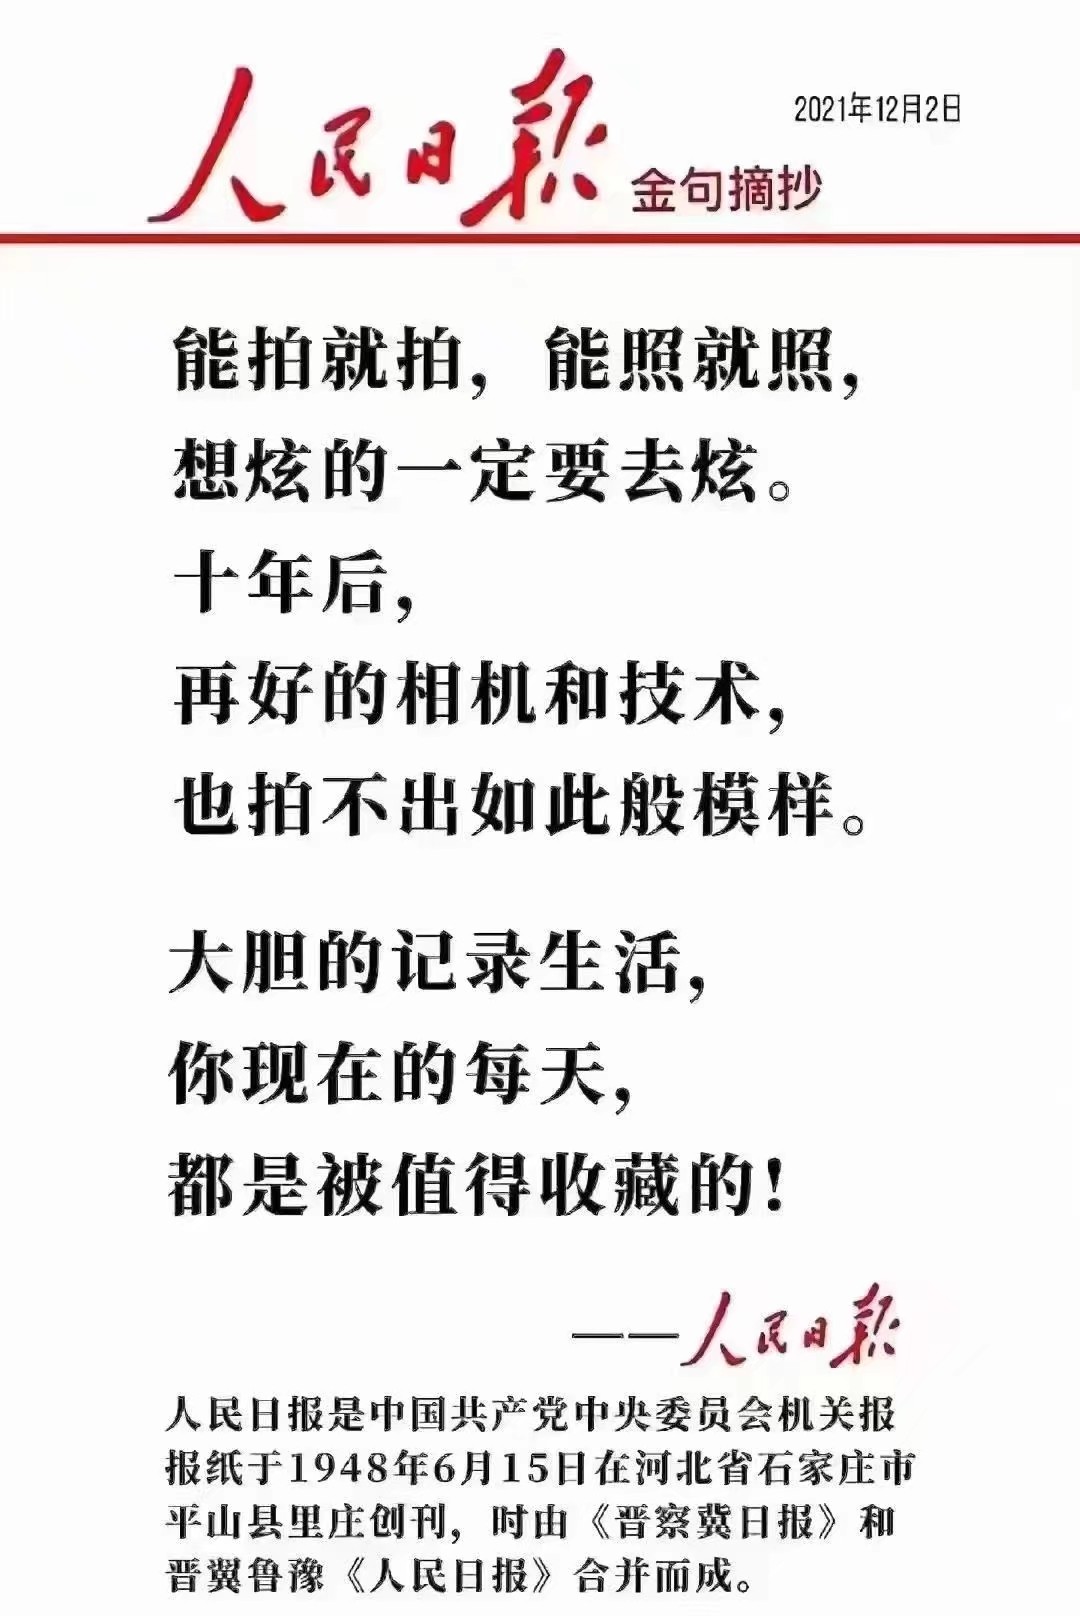 人民日报 金句摘抄
2021年12月2日
能拍就拍，能照就照，
想炫的一定要去炫。
十年后，
再好的相机和技术，
也拍不出如此般模样。
大胆的记录生活，
你现在的每天，
都是被值得收藏的！
——人民日报
人民日报是中国共产党中央委员会机关报
报纸于1948年6月15日在河北省石家庄市
平山县里庄创刊，时由《晋察冀日报》和
晋翼鲁豫《人民日报》合并而成。